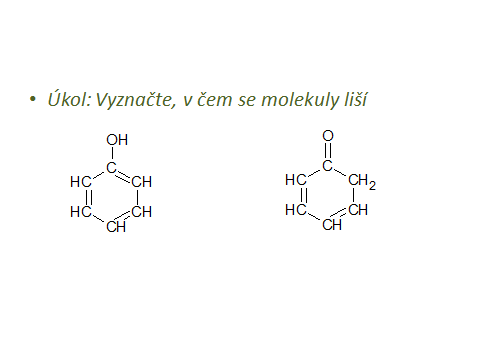 • Úkol: Vyznačte, v čem se molekuly liší
OH
C
HC CH
HC CH
CH
O
C
HC CH2
HC CH
CH